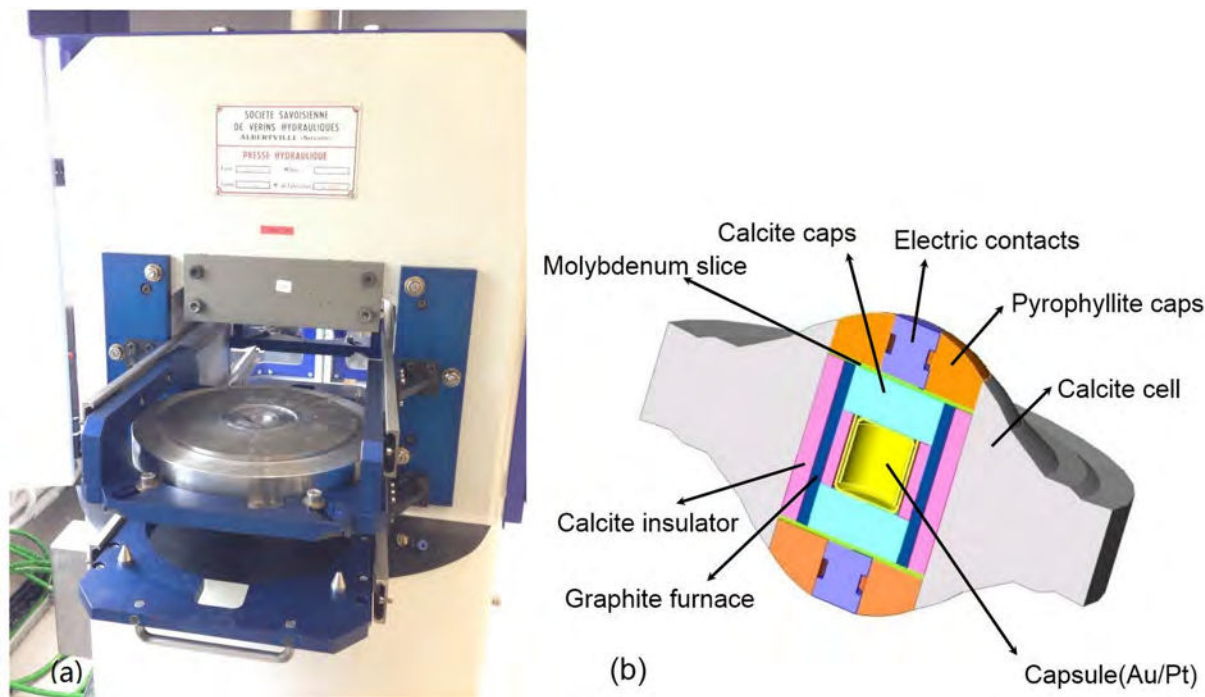 SOCIETE SAVOISIENNE
DE VERINS HYDRAULIQUES
ALBERTVILLE
PRESSE HYDRAULIQUE
(a)
Calcite caps
Electric contacts
Molybdenum slice
Pyrophyllite caps
Calcite cell
Calcite insulator
Graphite furnace
Capsule(Au/Pt)
(b)